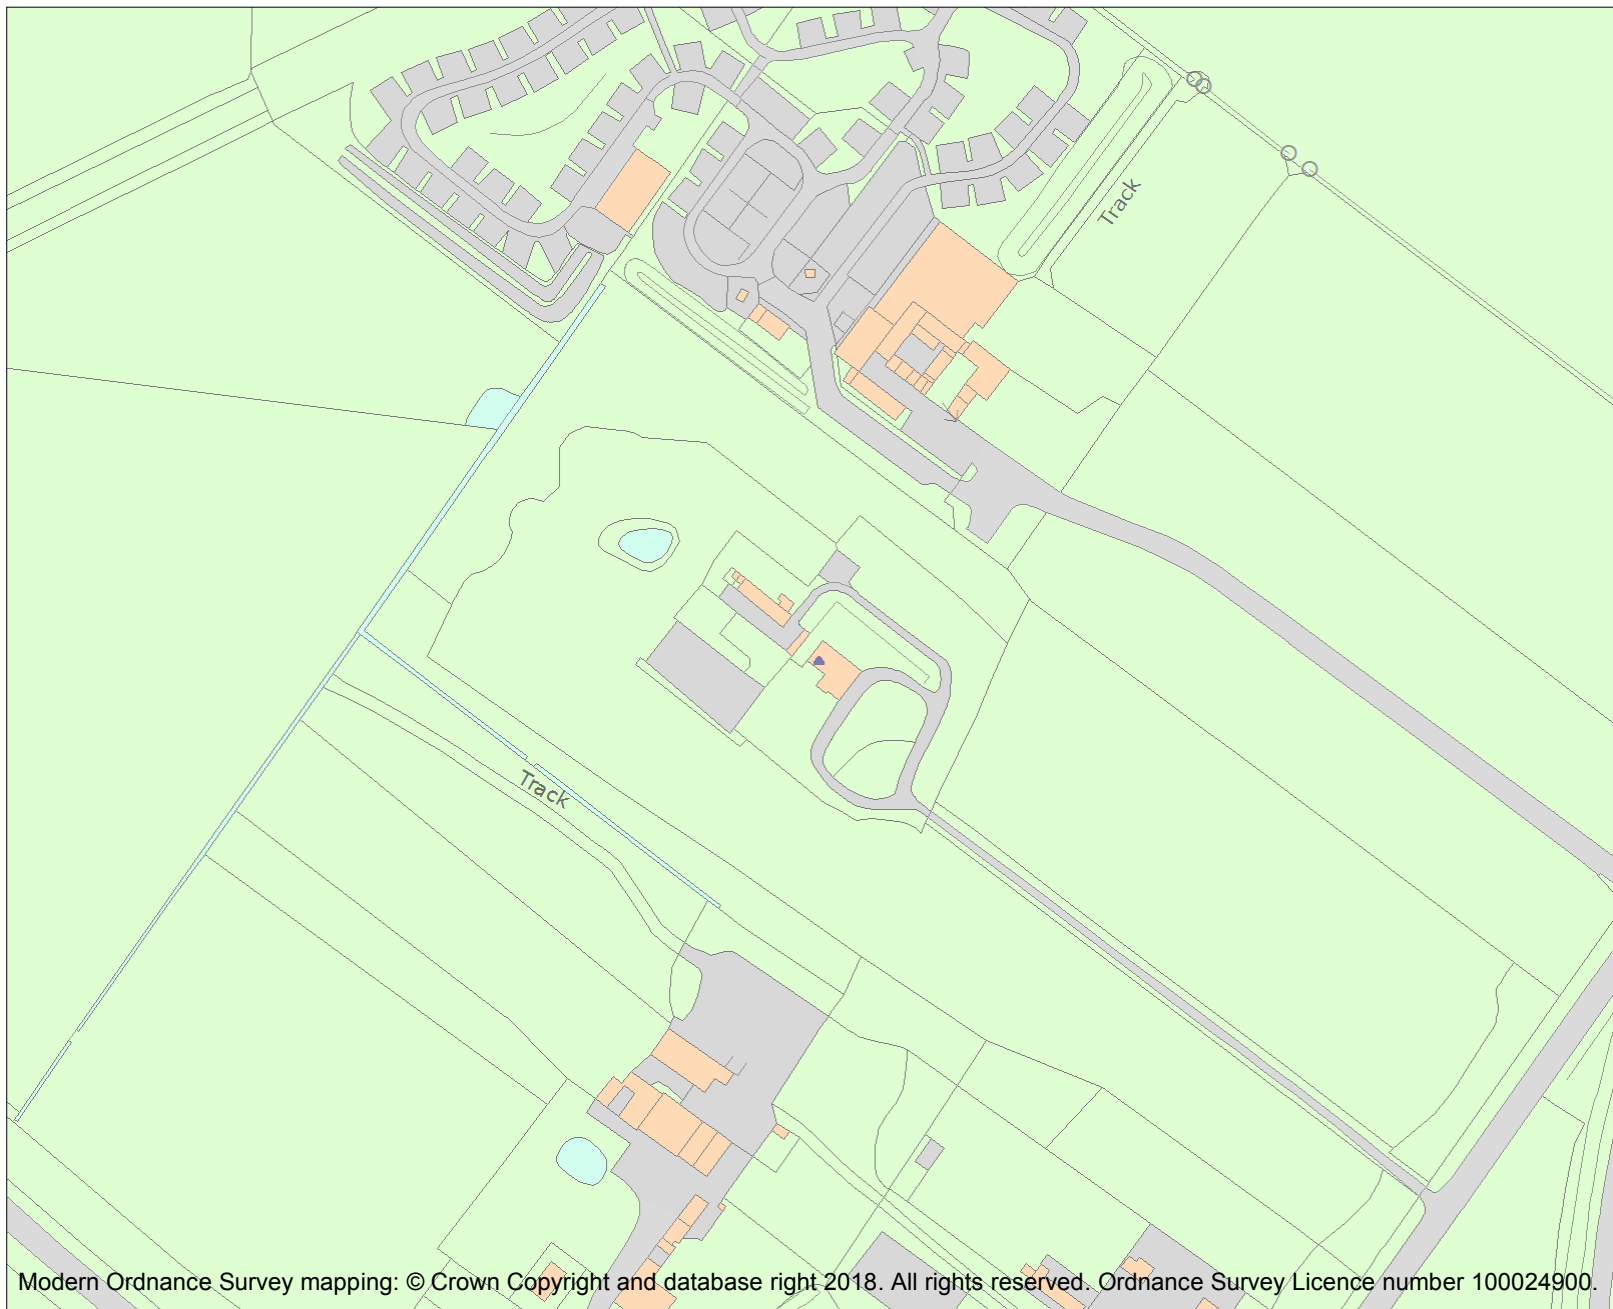 Track
Track
Modern Ordnance Survey mapping: © Crown Copyright and database right 2018. All rights reserved. Ordnance Survey Licence number 100024900.